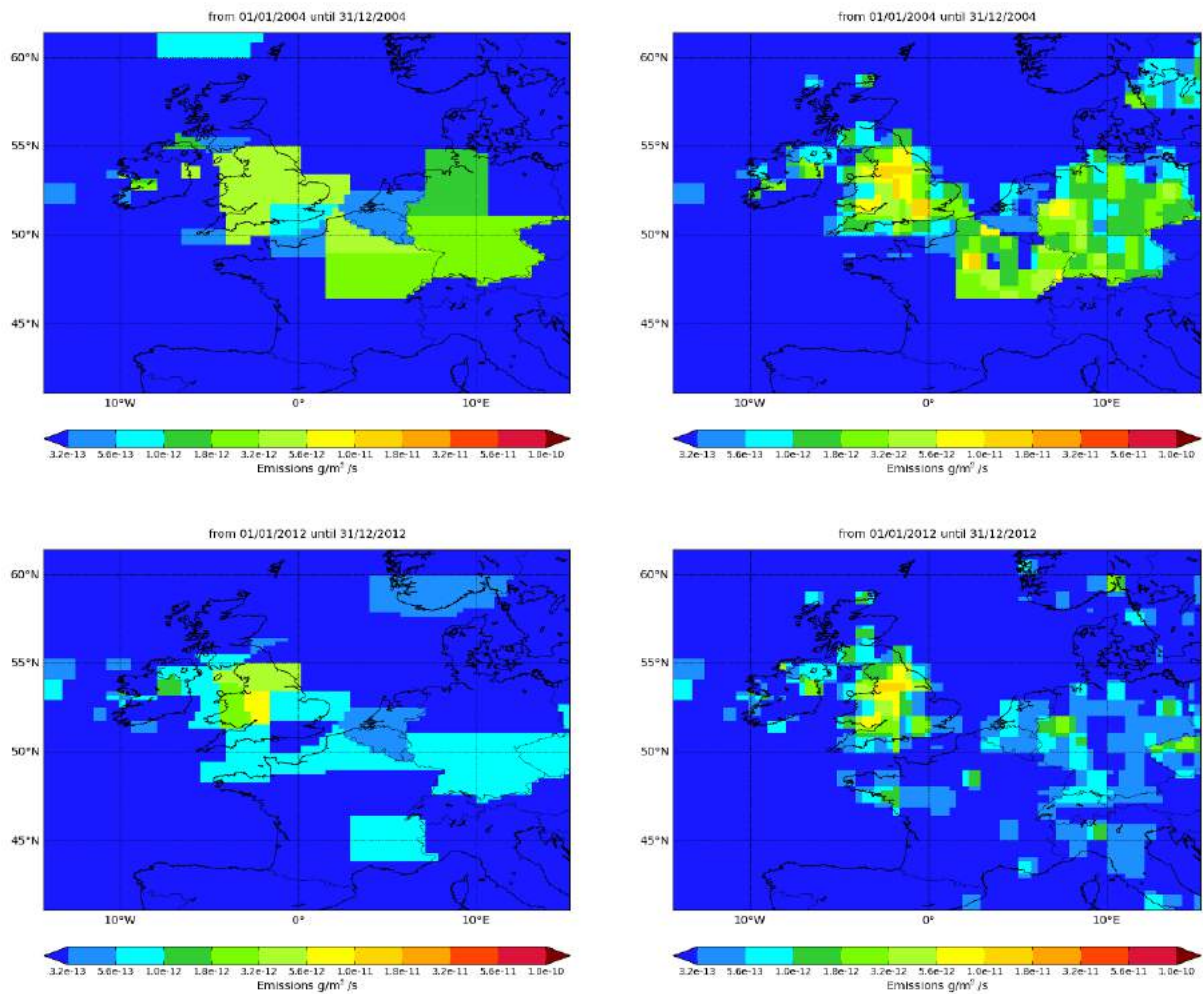 from 01/01/2004 until 31/12/2004
60°N
55°N
50°N
45°N
10°W 0° 10°E
3.2e-13 5.6e-13 1.0e-12 1.8e-12 3.2e-12 5.6e-12 1.0e-11 1.8e-11 3.2e-11 5.6e-11 1.0e-10
Emissions g/m² /s
from 01/01/2004 until 31/12/2004
60°N
55°N
50°N
45°N
10°W 0° 10°E
3.2e-13 5.6e-13 1.0e-12 1.8e-12 3.2e-12 5.6e-12 1.0e-11 1.8e-11 3.2e-11 5.6e-11 1.0e-10
Emissions g/m² /s
from 01/01/2012 until 31/12/2012
60°N
55°N
50°N
45°N
10°W 0° 10°E
3.2e-13 5.6e-13 1.0e-12 1.8e-12 3.2e-12 5.6e-12 1.0e-11 1.8e-11 3.2e-11 5.6e-11 1.0e-10
Emissions g/m² /s
from 01/01/2012 until 31/12/2012
60°N
55°N
50°N
45°N
10°W 0° 10°E
3.2e-13 5.6e-13 1.0e-12 1.8e-12 3.2e-12 5.6e-12 1.0e-11 1.8e-11 3.2e-11 5.6e-11 1.0e-10
Emissions g/m² /s